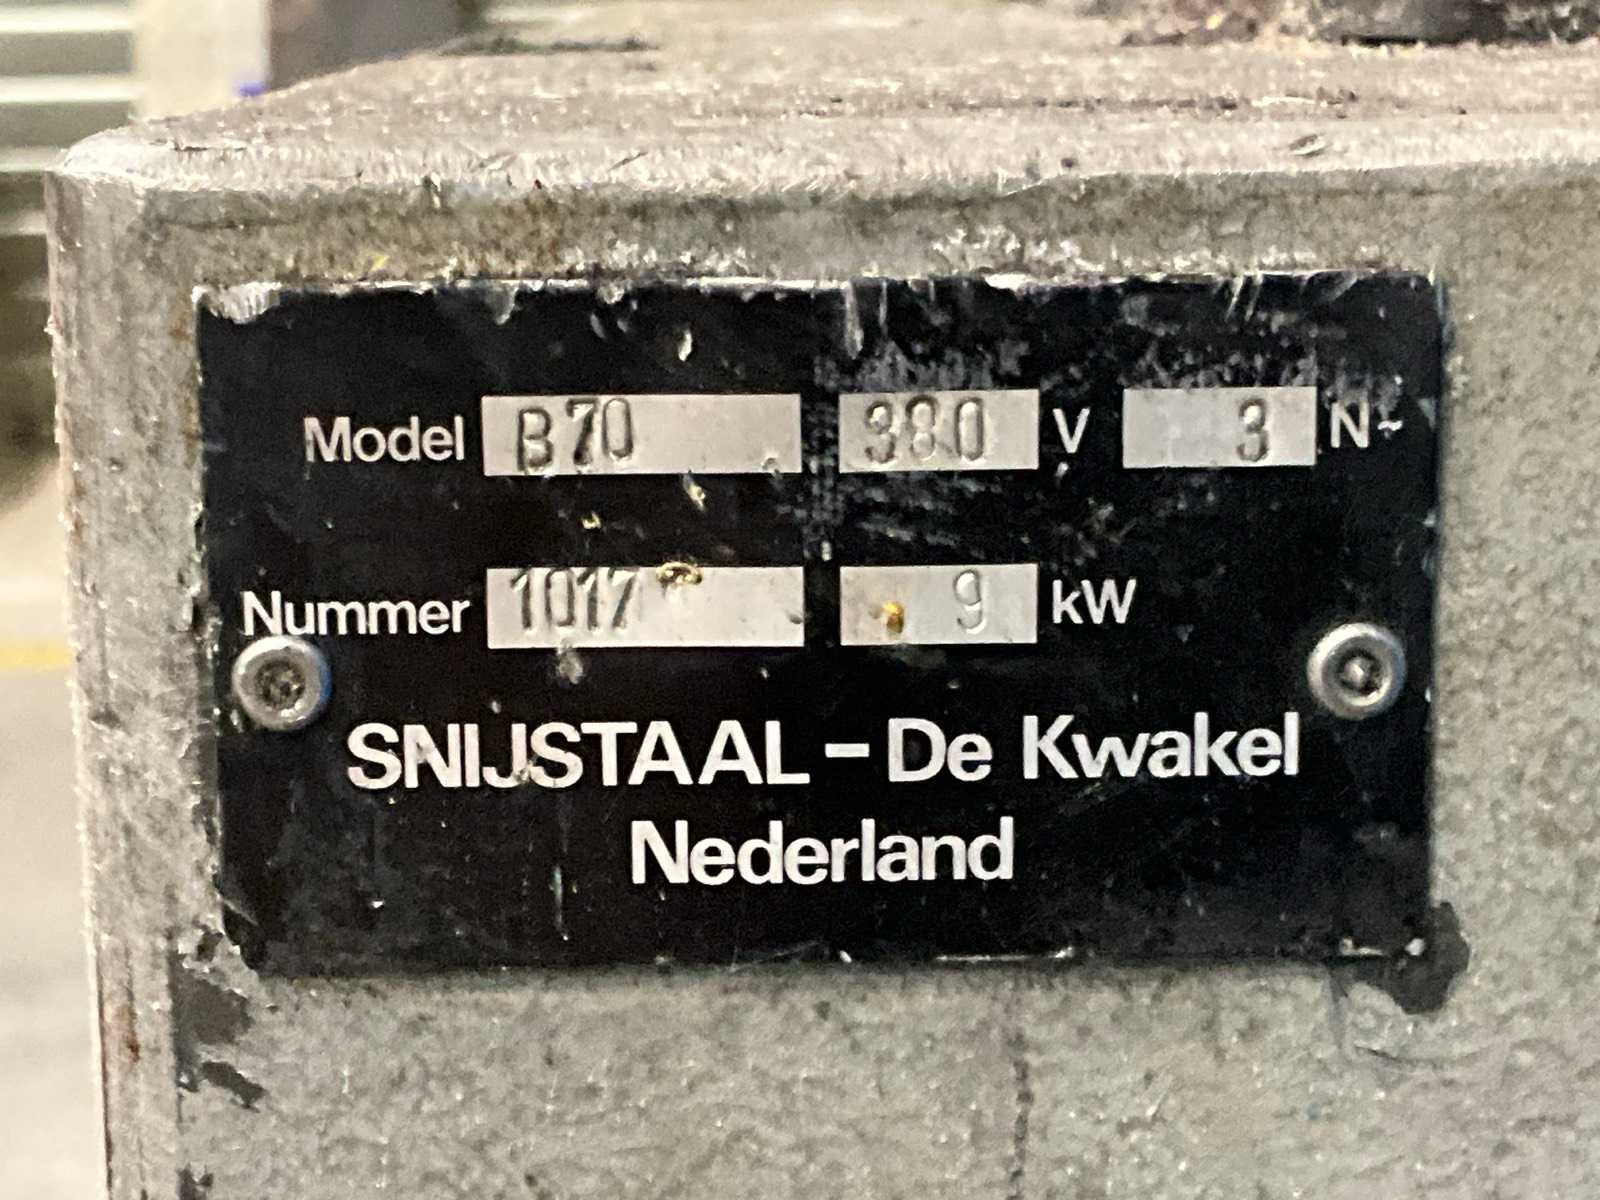 Model B70 380 V 3 N~
Nummer 1017 9 kW
SNIJSTAAL – De Kwakel
Nederland